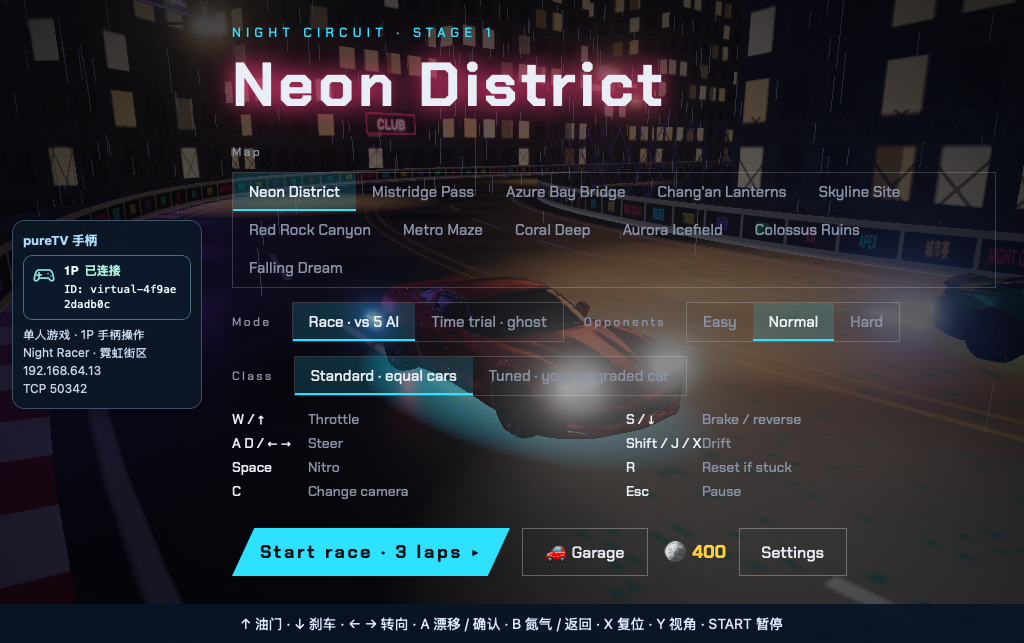 NIGHT CIRCUIT · STAGE 1
Neon District
CLUB
Map
Neon District Mistridge Pass Azure Bay Bridge Chang'an Lanterns Skyline Site
Red Rock Canyon Metro Maze Coral Deep Aurora Icefield Colossus Ruins
APEX
城市赛
NIGHT C
Falling Dream
pureTV 手柄
1P 已连接
ID: virtual-4f9ae
2dadb0c
单人游戏 · 1P 手柄操作
Night Racer · 霓虹街区
192.168.64.13
TCP 50342
Mode Race · vs 5 AI Time trial · ghost Opponents Easy Normal Hard
Class Standard · equal cars Tuned · your upgraded car
W / ↑ Throttle S / ↓ Brake / reverse
A D / ← → Steer Shift / J / X Drift
Space Nitro R Reset if stuck
C Change camera Esc Pause
Start race · 3 laps ▸ 🚗 Garage 🌑 400 Settings
↑ 油门 · ↓ 刹车 · ← → 转向 · A 漂移 / 确认 · B 氮气 / 返回 · X 复位 · Y 视角 · START 暂停